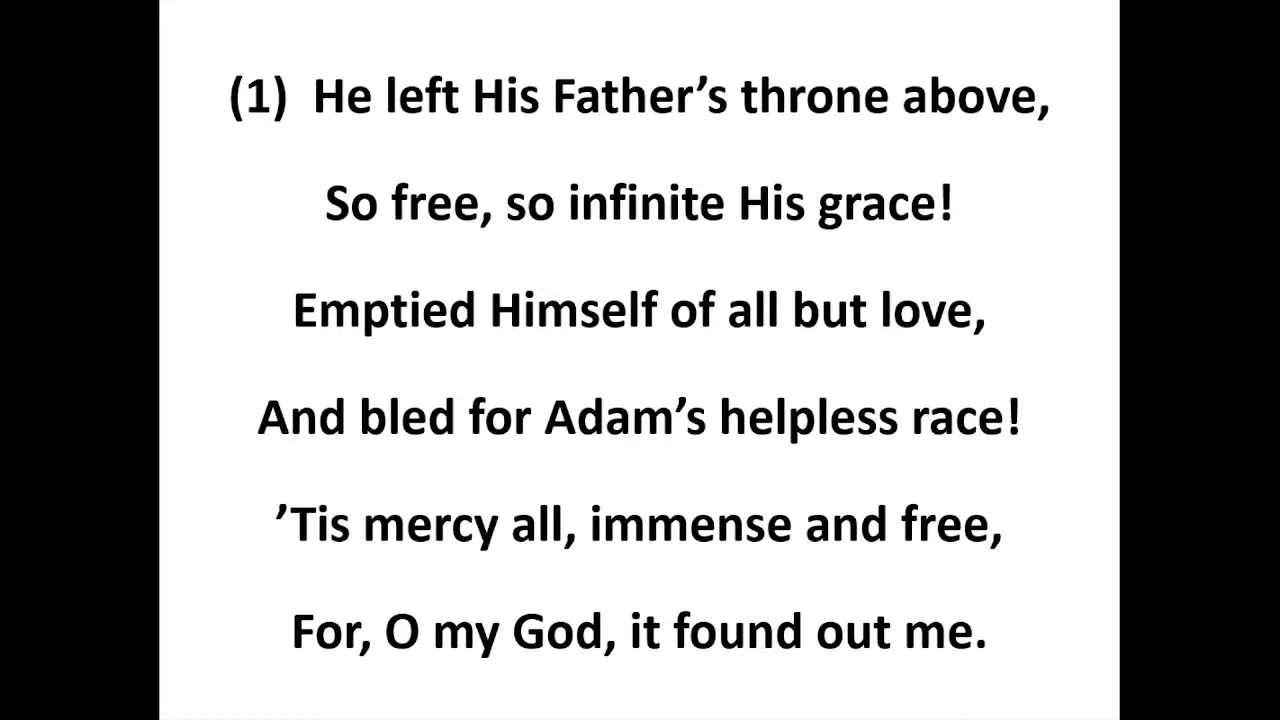 (1) He left His Father’s throne above,
So free, so infinite His grace!
Emptied Himself of all but love,
And bled for Adam’s helpless race!
’Tis mercy all, immense and free,
For, O my God, it found out me.